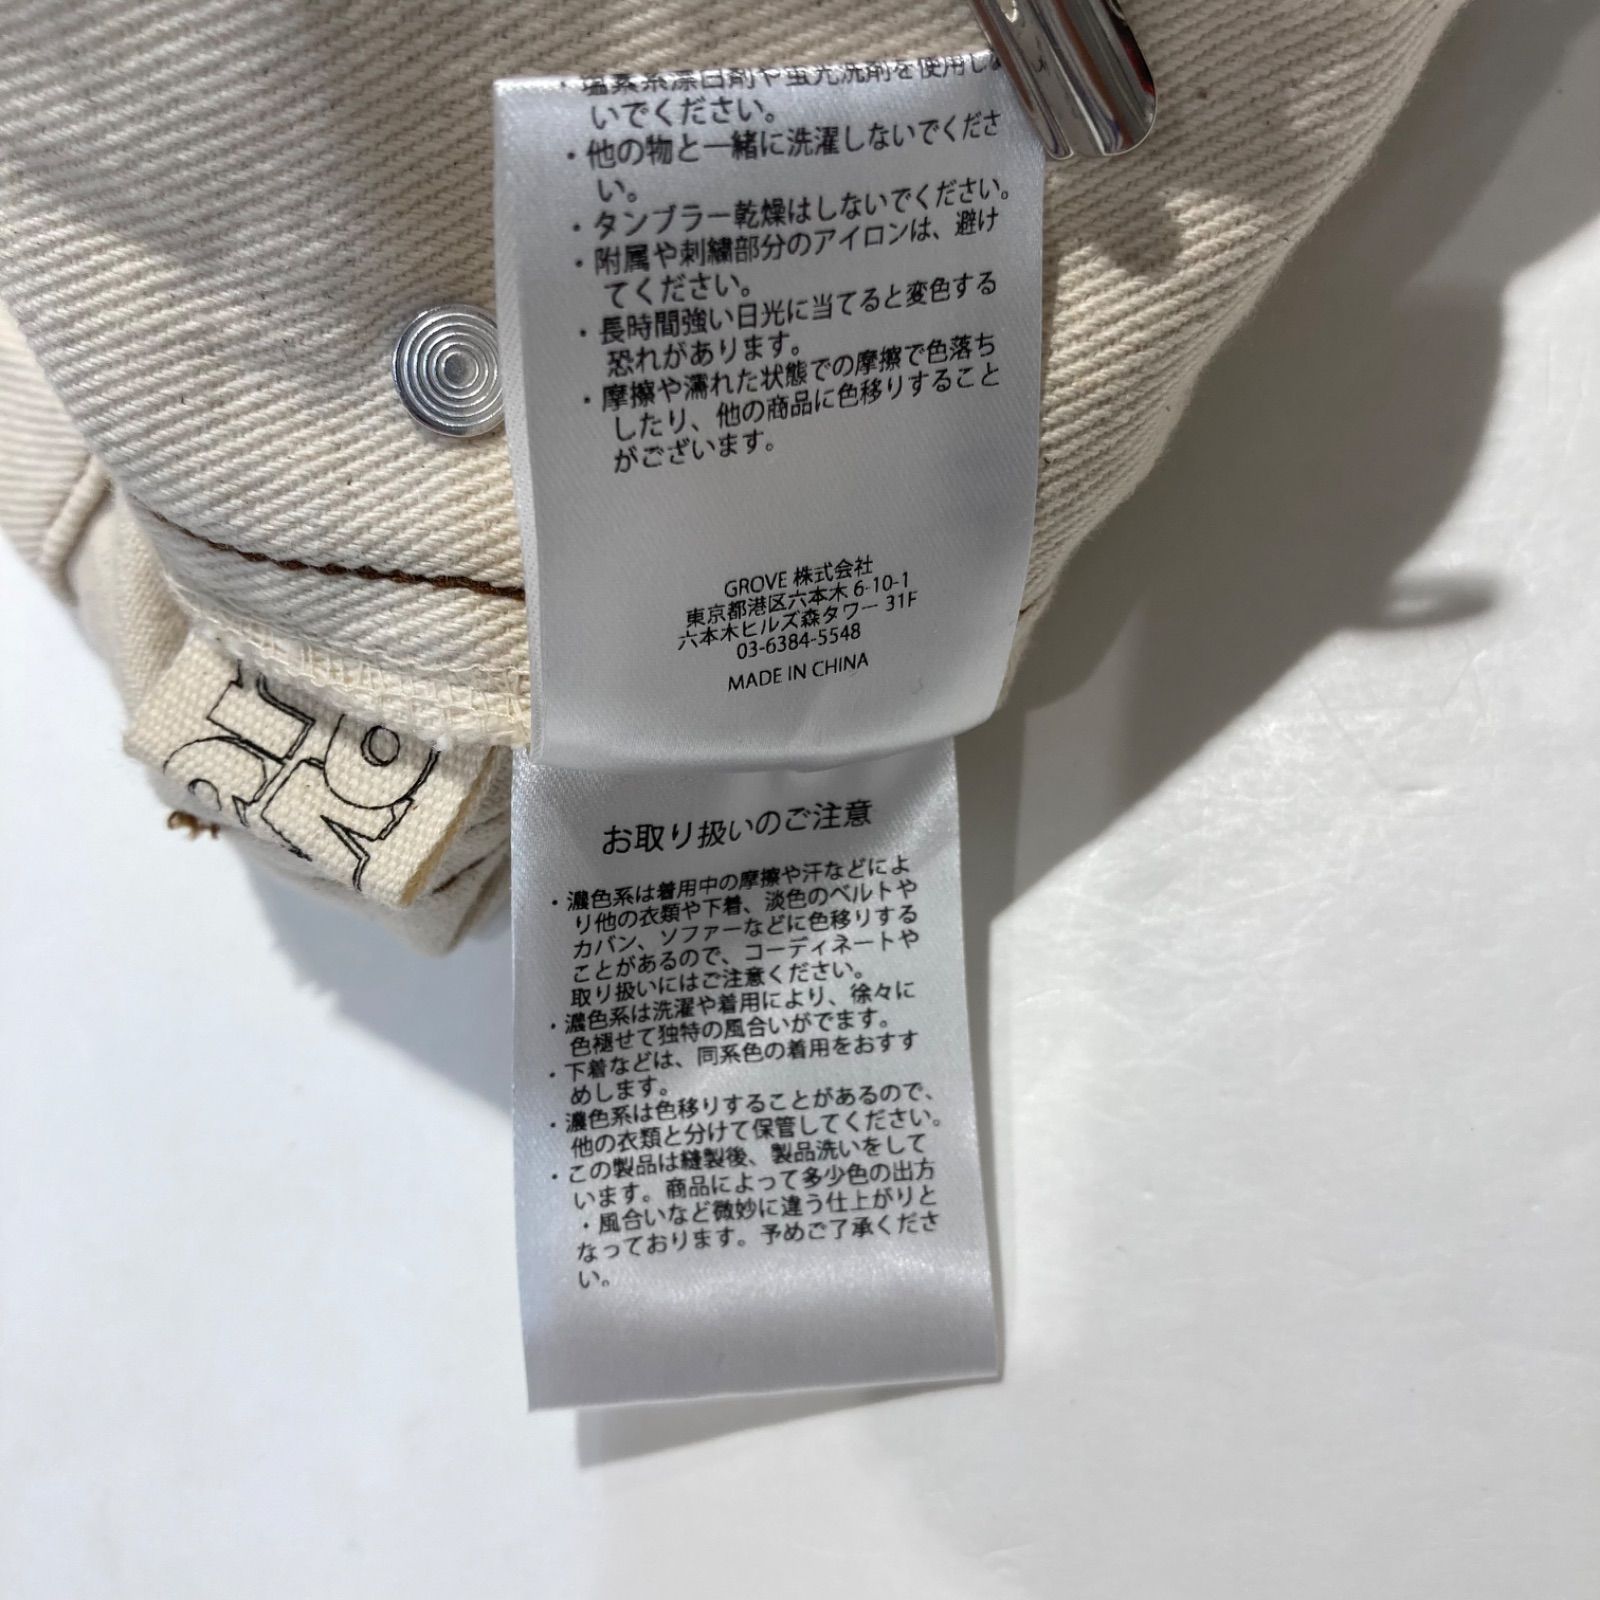 ・塩素系漂白剤や蛍光洗剤を使用しな
いでください。
・他の物と一緒に洗濯しないでくださ
い。
・タンブラー乾燥はしないでください。
・附属や刺繍部分のアイロンは、避け
てください。
・長時間強い日光に当てると変色する
恐れがあります。
・摩擦や濡れた状態での摩擦で色落ち
したり、他の商品に色移りすること
がございます。
GROVE 株式会社
東京都港区六本木 6-10-1
六本木ヒルズ森タワー 31F
03-6384-5548
MADE IN CHINA
お取り扱いのご注意
・濃色系は着用中の摩擦や汗などによ
り他の衣類や下着、淡色のベルトや
カバン、ソファーなどに色移りする
ことがあるので、コーディネートや
取り扱いにはご注意ください。
・濃色系は洗濯や着用により、徐々に
色褪せて独特の風合いがでます。
・下着などは、同系色の着用をおすす
めします。
・濃色系は色移りすることがあるので、
他の衣類と分けて保管してください。
・この製品は縫製後、製品洗いをして
います。商品によって多少色の出方
・風合いなど微妙に違う仕上がりと
なっております。予めご了承くださ
い。